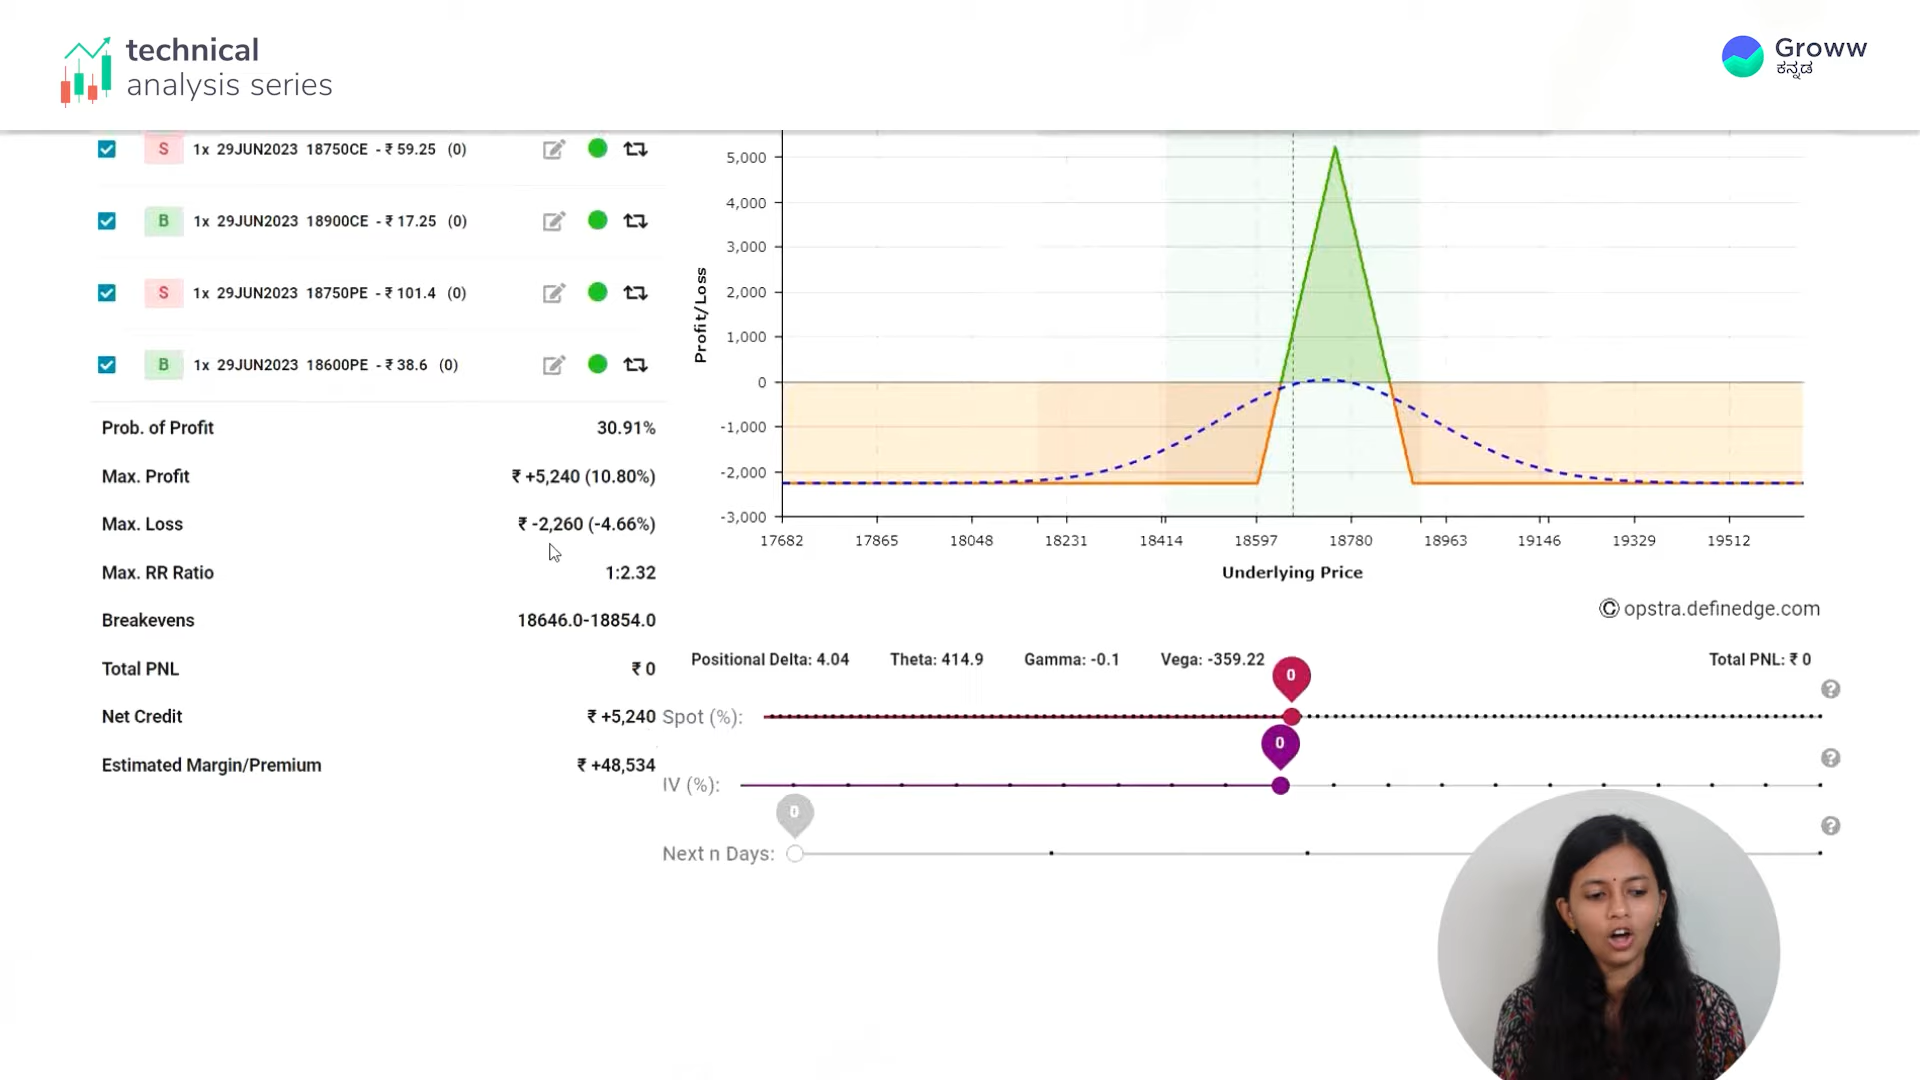 technical
analysis series
Groww
ಕನ್ನಡ
S 1x 29JUN2023 18750CE - ₹ 59.25 (0)
B 1x 29JUN2023 18900CE - ₹ 17.25 (0)
S 1x 29JUN2023 18750PE - ₹ 101.4 (0)
B 1x 29JUN2023 18600PE - ₹ 38.6 (0)
Prob. of Profit 30.91%
Max. Profit ₹ +5,240 (10.80%)
Max. Loss ₹ -2,260 (-4.66%)
Max. RR Ratio 1:2.32
Breakevens 18646.0-18854.0
Total PNL ₹ 0
Net Credit ₹ +5,240
Estimated Margin/Premium ₹ +48,534
Profit/Loss
5,000
4,000
3,000
2,000
1,000
0
-1,000
-2,000
-3,000
17682 17865 18048 18231 18414 18597 18780 18963 19146 19329 19512
Underlying Price
© opstra.definedge.com
Positional Delta: 4.04 Theta: 414.9 Gamma: -0.1 Vega: -359.22 Total PNL: ₹ 0
0
?
Spot (%):
0
?
IV (%):
0
?
Next n Days: